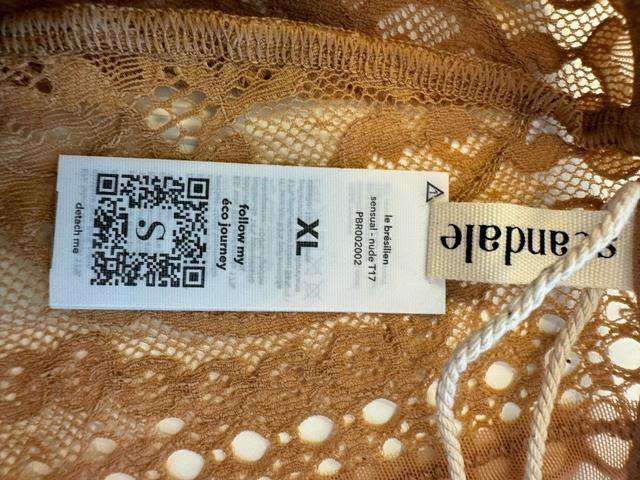 scandale
le brésilien
sensual - nude T17
PBR002002
XL
follow my
éco journey
S
detach me